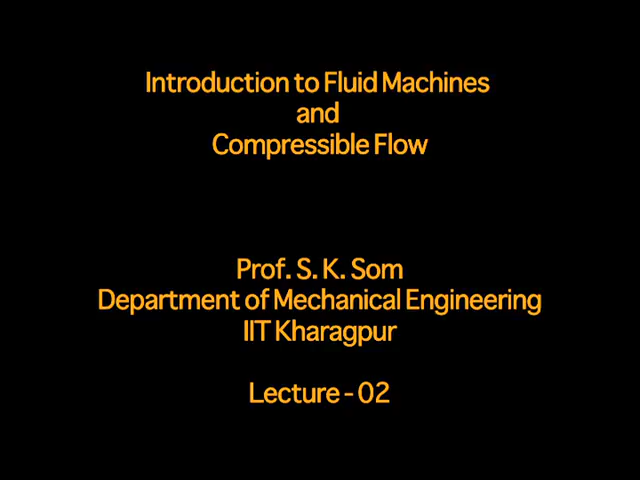 Introduction to Fluid Machines
and
Compressible Flow
Prof. S. K. Som
Department of Mechanical Engineering
IIT Kharagpur
Lecture - 02